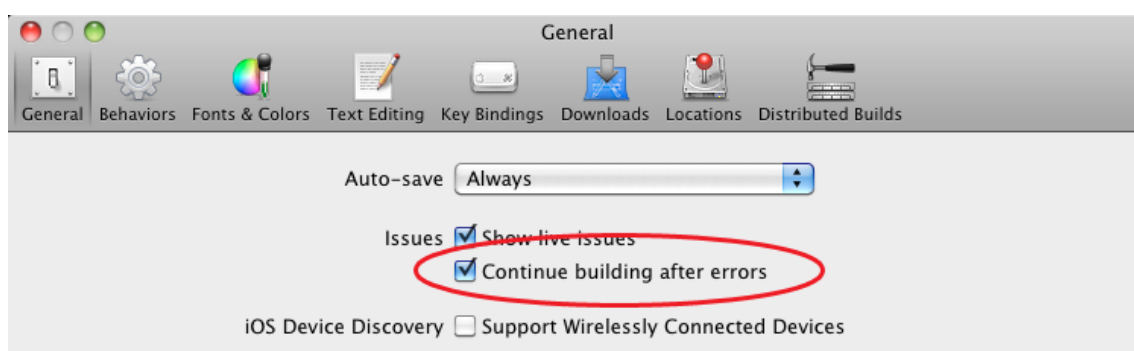 General
General Behaviors Fonts & Colors Text Editing Key Bindings Downloads Locations Distributed Builds
Auto-save Always
Issues Show live issues
Continue building after errors
iOS Device Discovery Support Wirelessly Connected Devices